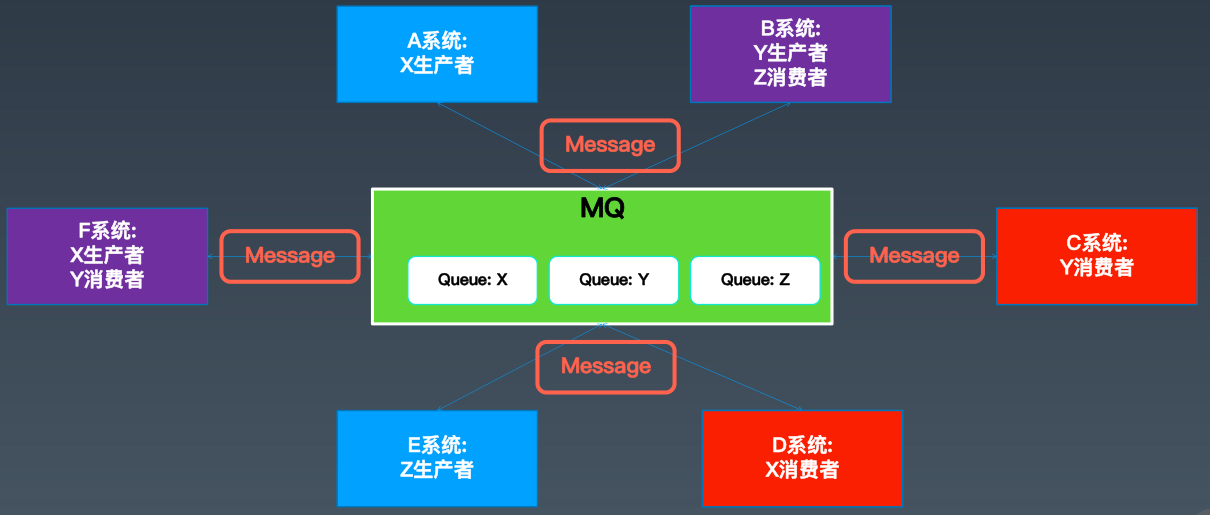 A系统:
X生产者
B系统:
Y生产者
Z消费者
Message
MQ
F系统:
X生产者
Y消费者
Message
Queue: X
Queue: Y
Queue: Z
Message
C系统:
Y消费者
Message
E系统:
Z生产者
D系统:
X消费者